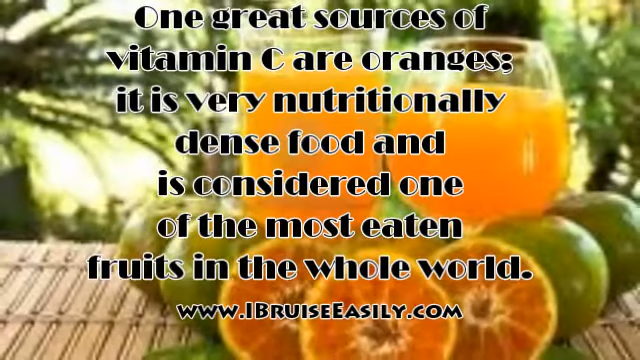 One great sources of
vitamin C are oranges;
it is very nutritionally
dense food and
is considered one
of the most eaten
fruits in the whole world.
www.IBruiseEasily.com